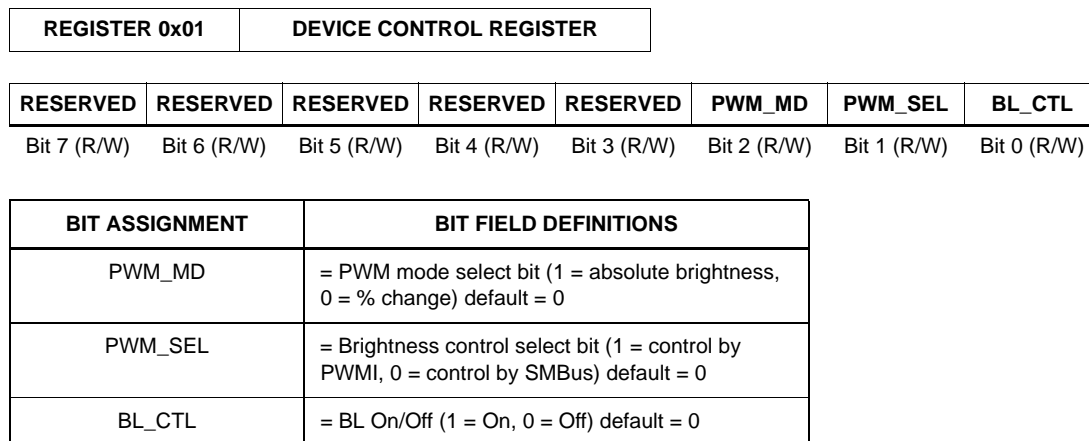 REGISTER 0x01 DEVICE CONTROL REGISTER
RESERVED RESERVED RESERVED RESERVED RESERVED PWM_MD PWM_SEL BL_CTL
Bit 7 (R/W) Bit 6 (R/W) Bit 5 (R/W) Bit 4 (R/W) Bit 3 (R/W) Bit 2 (R/W) Bit 1 (R/W) Bit 0 (R/W)
BIT ASSIGNMENT BIT FIELD DEFINITIONS
PWM_MD = PWM mode select bit (1 = absolute brightness,
0 = % change) default = 0
PWM_SEL = Brightness control select bit (1 = control by
PWMI, 0 = control by SMBus) default = 0
BL_CTL = BL On/Off (1 = On, 0 = Off) default = 0